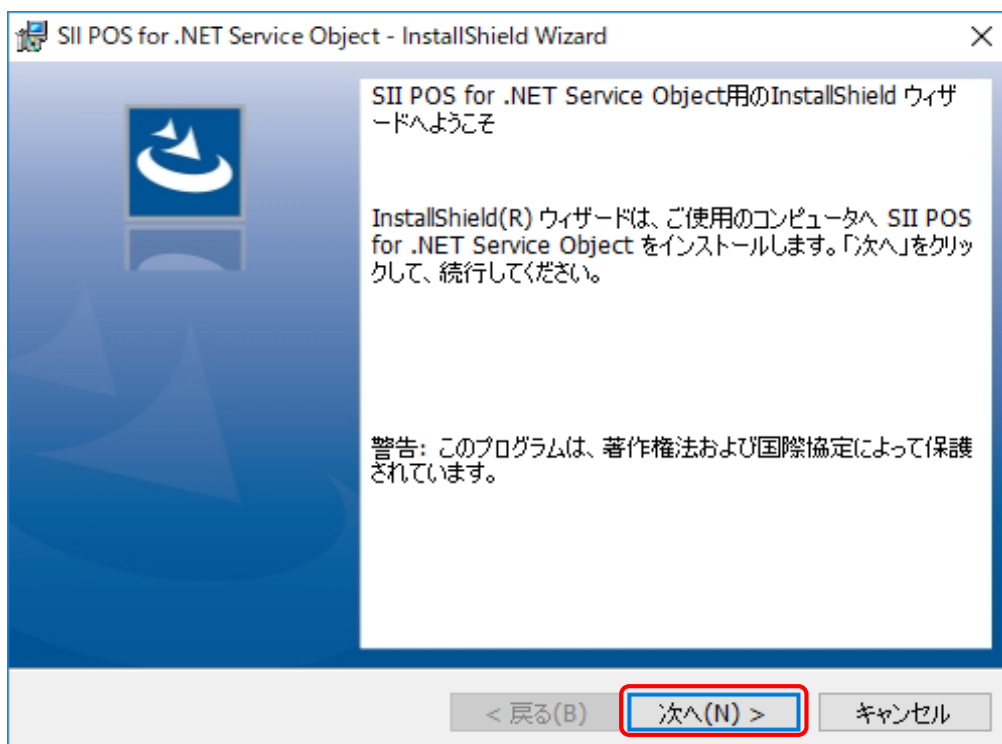 SII POS for .NET Service Object - InstallShield Wizard
SII POS for .NET Service Object用のInstallShield ウィザ
ードへようこそ
InstallShield(R) ウィザードは、ご使用のコンピュータへ SII POS
for .NET Service Object をインストールします。「次へ」をクリッ
クして、続行してください。
警告: このプログラムは、著作権法および国際協定によって保護
されています。
< 戻る(B)
次へ(N) >
キャンセル